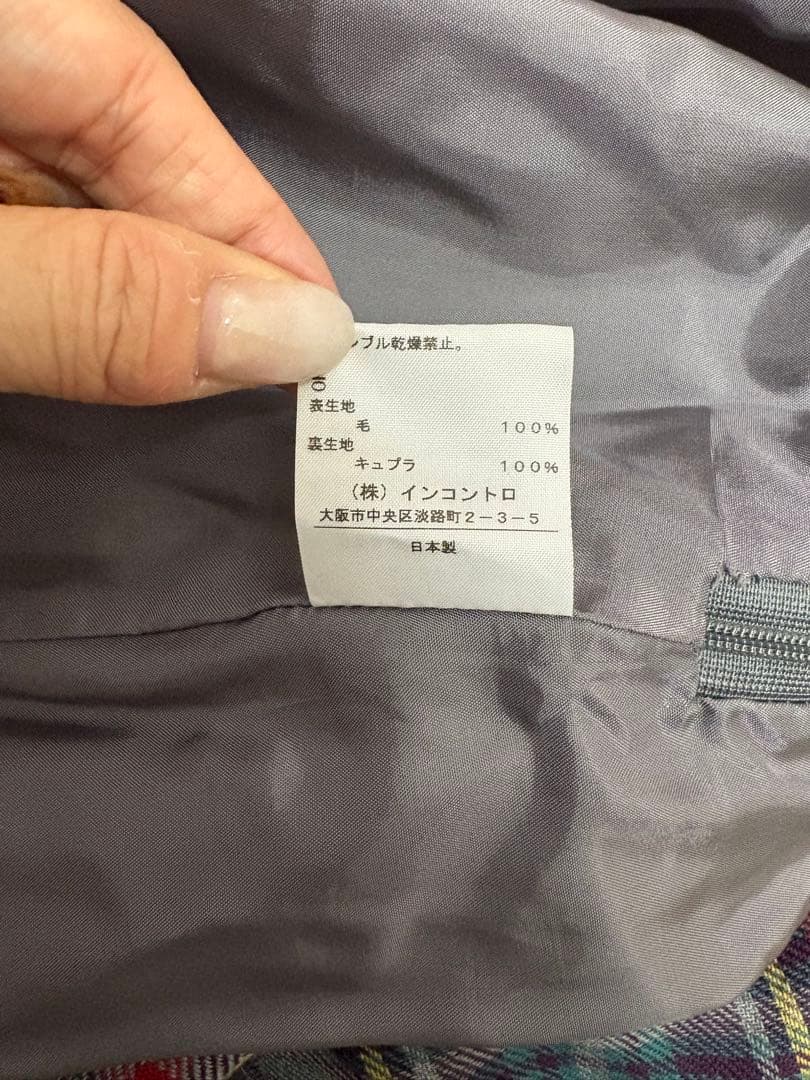 ンブル乾燥禁止。
表生地
毛 100%
裏生地
キュプラ 100%
（株）インコントロ
大阪市中央区淡路町2－3－5
日本製